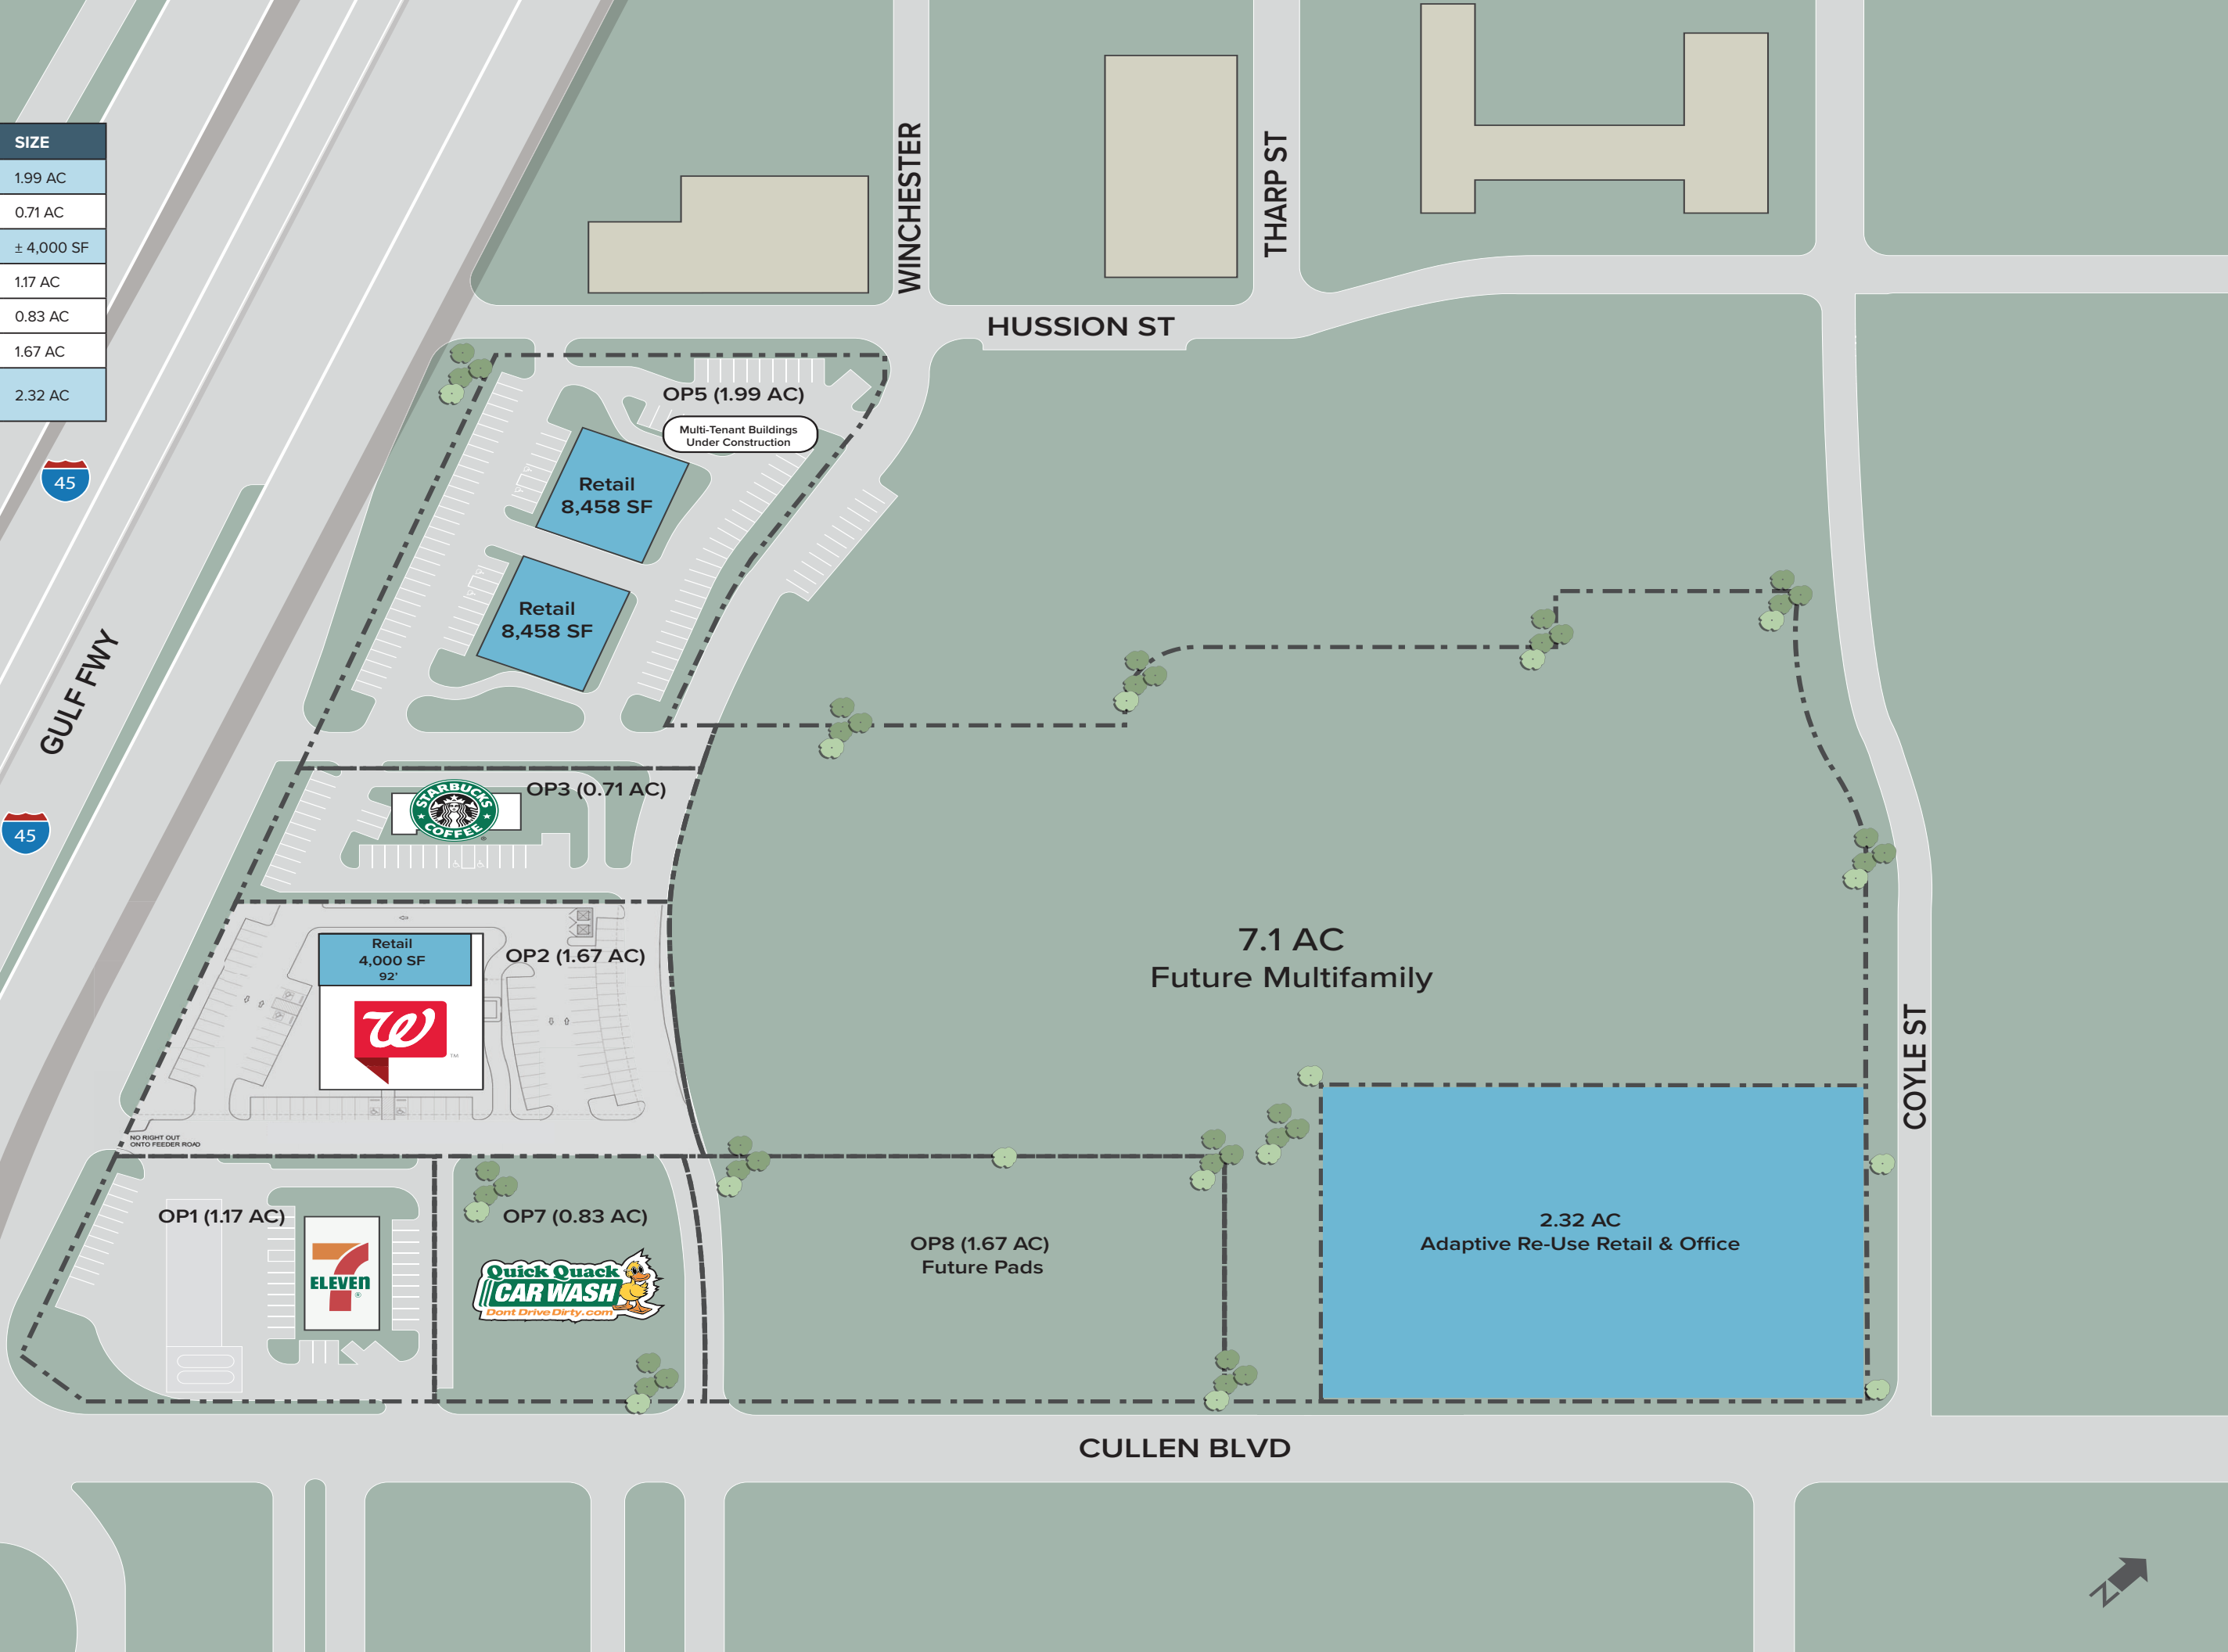 SIZE
1.99 AC
0.71 AC
± 4,000 SF
1.17 AC
0.83 AC
1.67 AC
2.32 AC
45
45
GULF FWY
WINCHESTER
THARP ST
HUSSION ST
OP5 (1.99 AC)
Multi-Tenant Buildings
Under Construction
Retail
8,458 SF
Retail
8,458 SF
OP3 (0.71 AC)
STARBUCKS
COFFEE
®
OP2 (1.67 AC)
Retail
4,000 SF
92'
W
TM
NO RIGHT OUT
ONTO FEEDER ROAD
7.1 AC
Future Multifamily
COYLE ST
OP1 (1.17 AC)
7
ELEVEN
®
OP7 (0.83 AC)
Quick Quack
CAR WASH
DontDriveDirty.com
OP8 (1.67 AC)
Future Pads
2.32 AC
Adaptive Re-Use Retail & Office
CULLEN BLVD
N